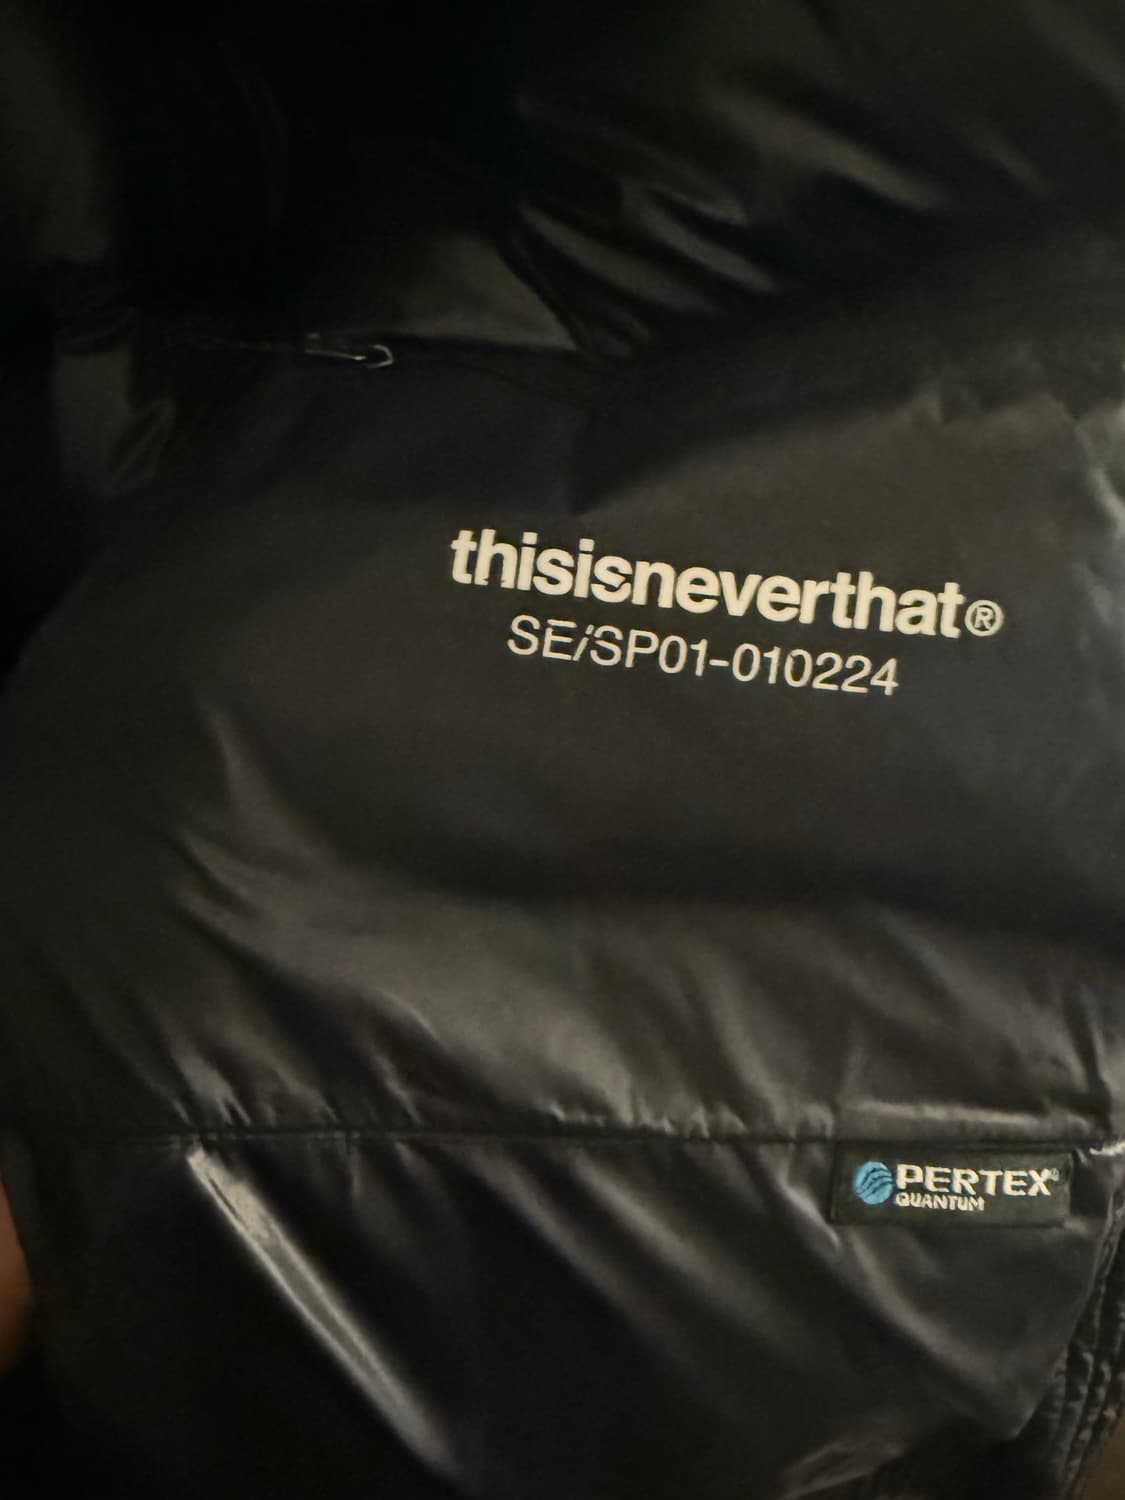 thisisneverthat®
SE/SP01-010224
PERTEX®
QUANTUM